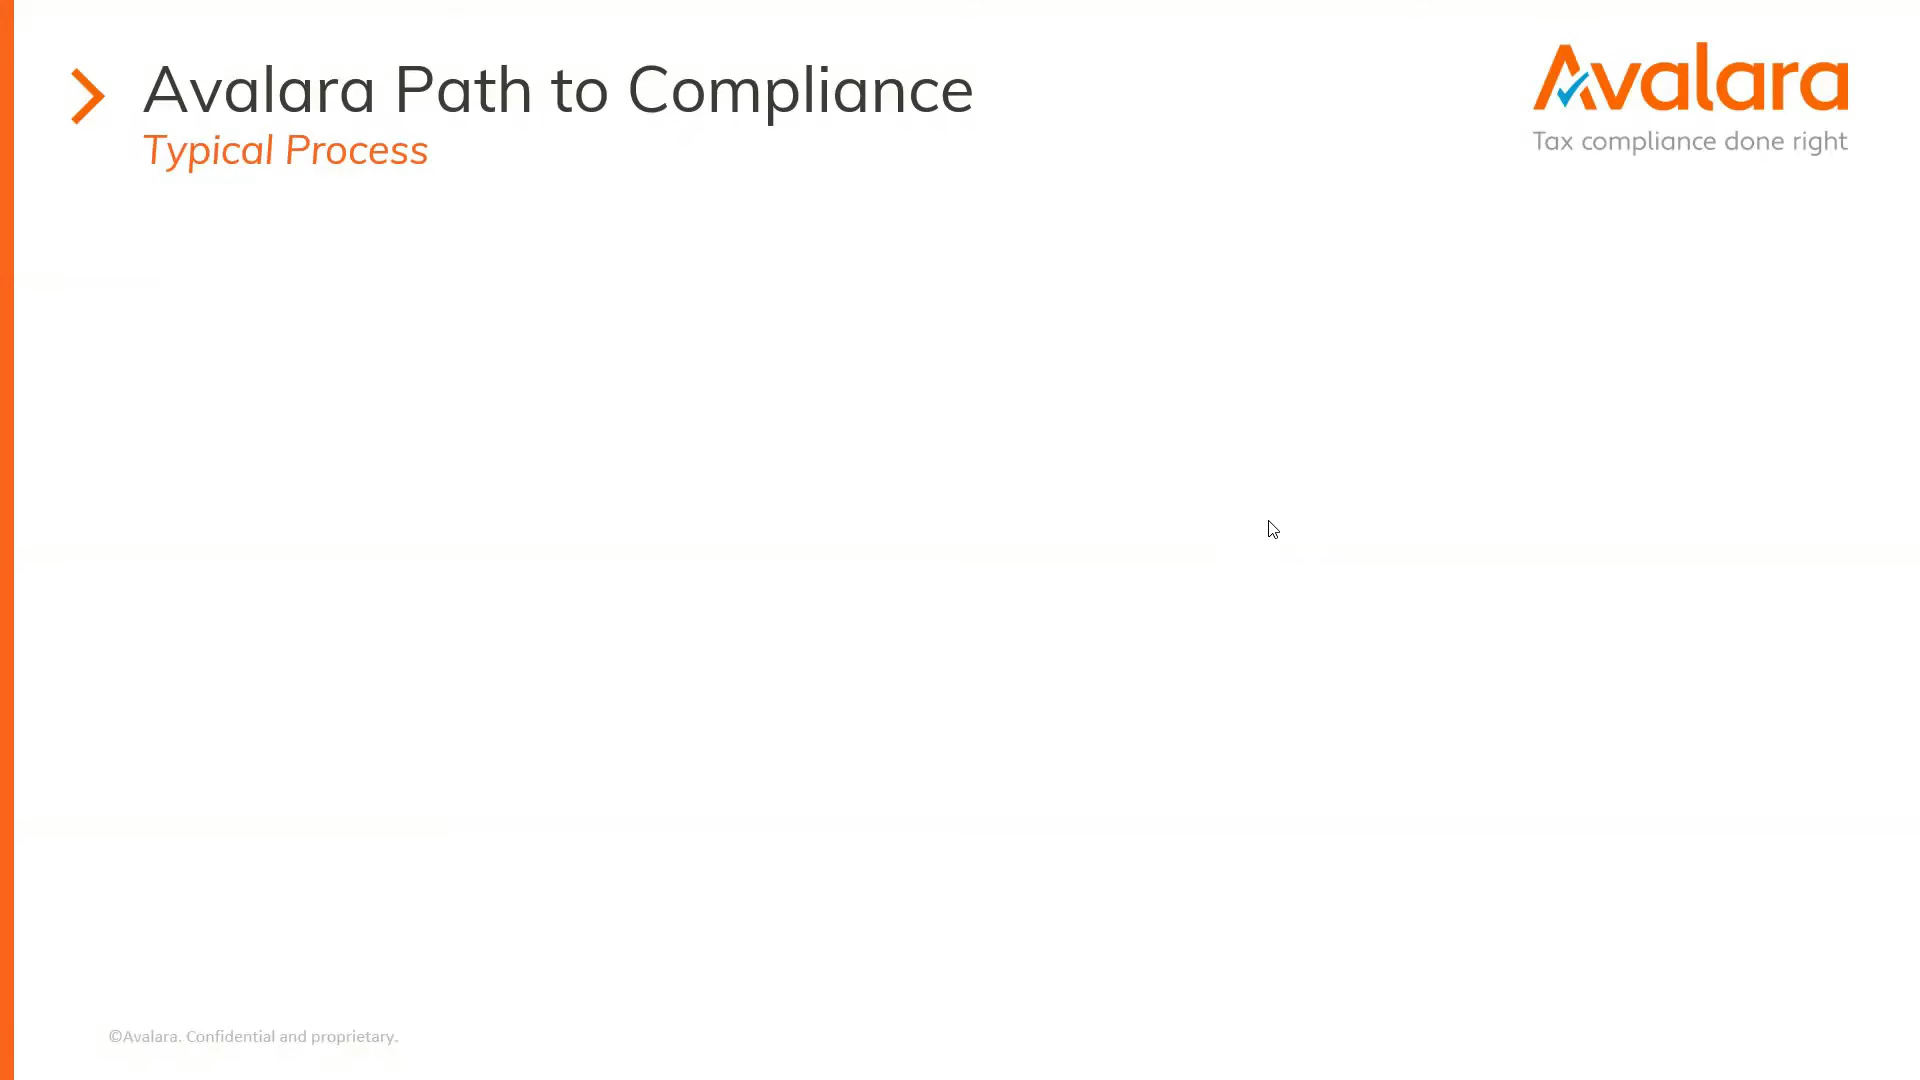 Avalara Path to Compliance
Typical Process
Avalara
Tax compliance done right
©Avalara. Confidential and proprietary.